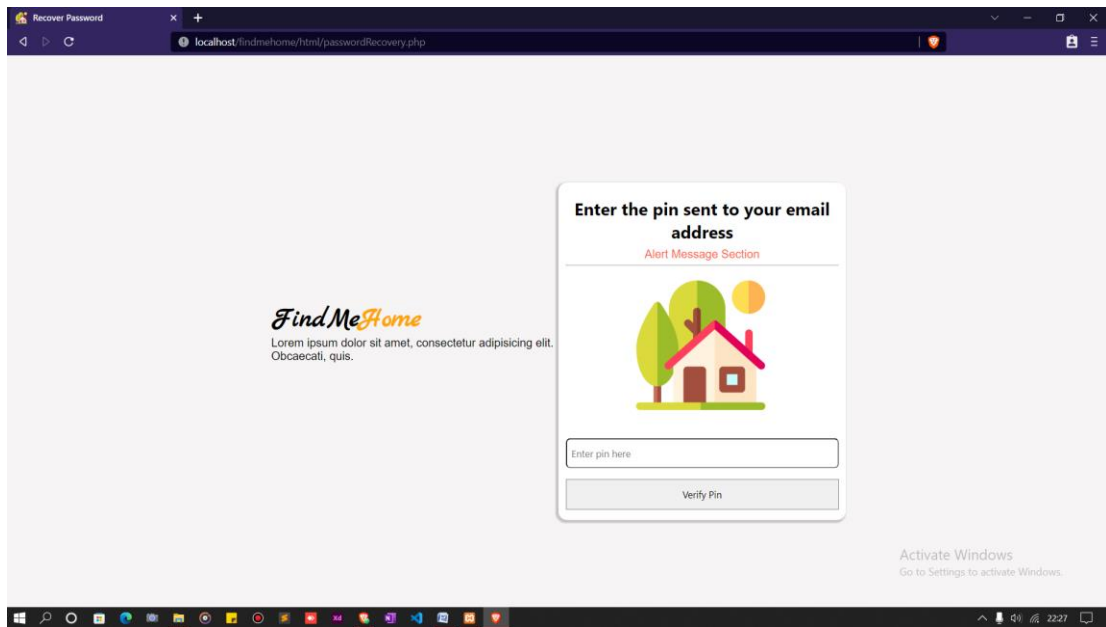 Recover Password
localhost/findmehome/html/passwordRecovery.php
Enter the pin sent to your email
address
Alert Message Section
FindMeHome
Lorem ipsum dolor sit amet, consectetur adipisicing elit.
Obcaecati, quis.
Enter pin here
Verify Pin
Activate Windows
Go to Settings to activate Windows.
Xd
22:27